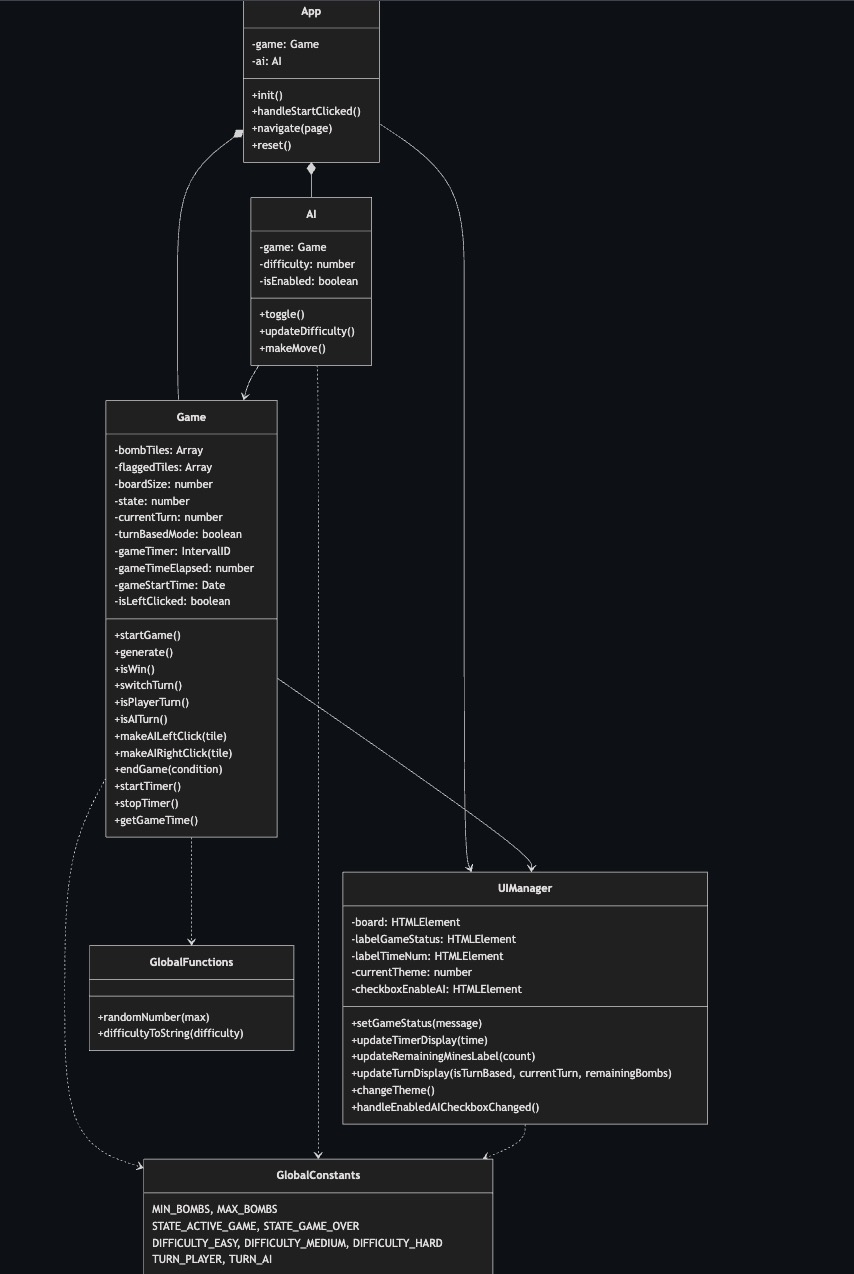 App
-game: Game
-ai: AI
+init()
+handleStartClicked()
+navigate(page)
+reset()
AI
-game: Game
-difficulty: number
-isEnabled: boolean
+toggle()
+updateDifficulty()
+makeMove()
Game
-bombTiles: Array
-flaggedTiles: Array
-boardSize: number
-state: number
-currentTurn: number
-turnBasedMode: boolean
-gameTimer: IntervalID
-gameTimeElapsed: number
-gameStartTime: Date
-isLeftClicked: boolean
+startGame()
+generate()
+isWin()
+switchTurn()
+isPlayerTurn()
+isAITurn()
+makeAILeftClick(tile)
+makeAIRightClick(tile)
+endGame(condition)
+startTimer()
+stopTimer()
+getGameTime()
UIManager
-board: HTMLElement
-labelGameStatus: HTMLElement
-labelTimeNum: HTMLElement
-currentTheme: number
-checkboxEnableAI: HTMLElement
+setGameStatus(message)
+updateTimerDisplay(time)
+updateRemainingMinesLabel(count)
+updateTurnDisplay(isTurnBased, currentTurn, remainingBombs)
+changeTheme()
+handleEnabledAICheckboxChanged()
GlobalFunctions
+randomNumber(max)
+difficultyToString(difficulty)
GlobalConstants
MIN_BOMBS, MAX_BOMBS
STATE_ACTIVE_GAME, STATE_GAME_OVER
DIFFICULTY_EASY, DIFFICULTY_MEDIUM, DIFFICULTY_HARD
TURN_PLAYER, TURN_AI